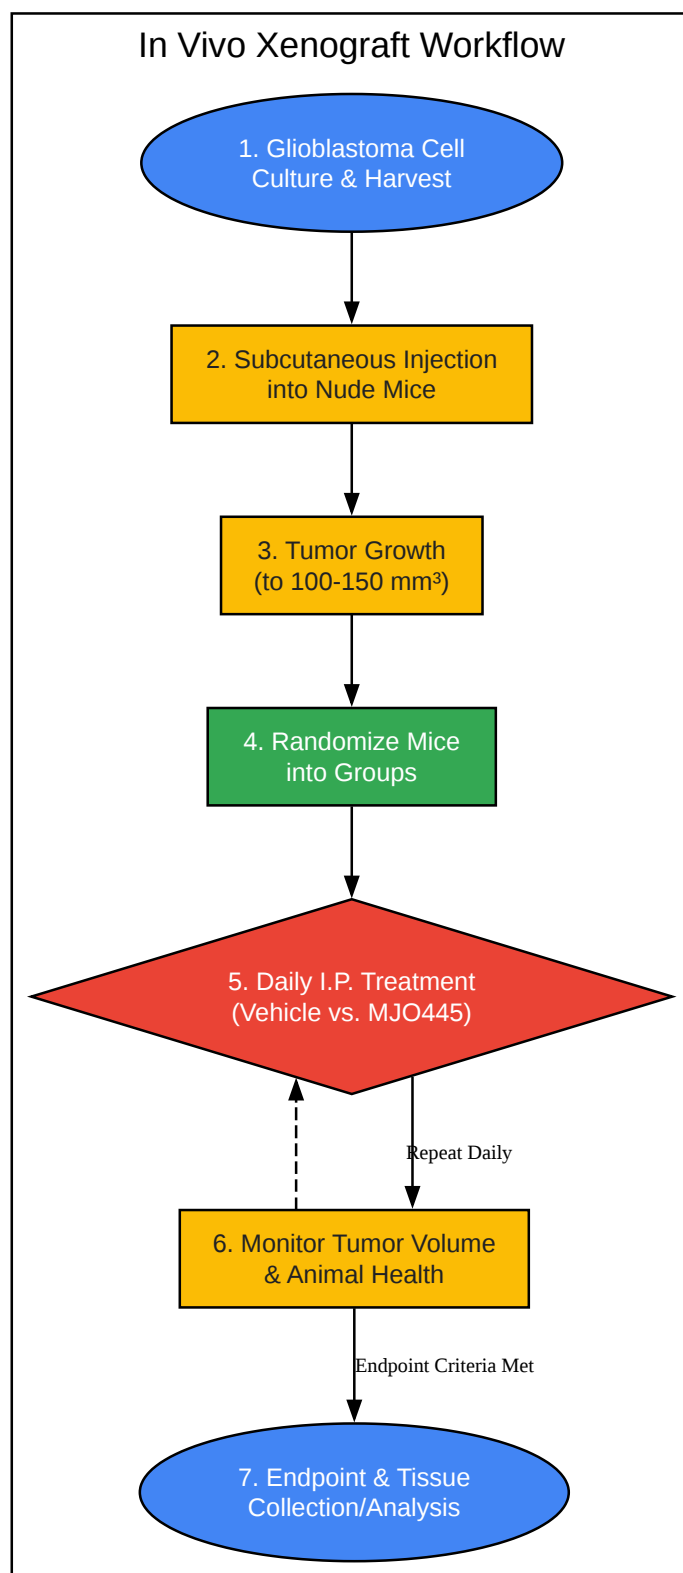 In Vivo Xenograft Workflow
1. Glioblastoma Cell
Culture & Harvest
2. Subcutaneous Injection
into Nude Mice
3. Tumor Growth
(to 100-150 mm³)
4. Randomize Mice
into Groups
5. Daily I.P. Treatment
(Vehicle vs. MJO445)
Repeat Daily
6. Monitor Tumor Volume
& Animal Health
Endpoint Criteria Met
7. Endpoint & Tissue
Collection/Analysis